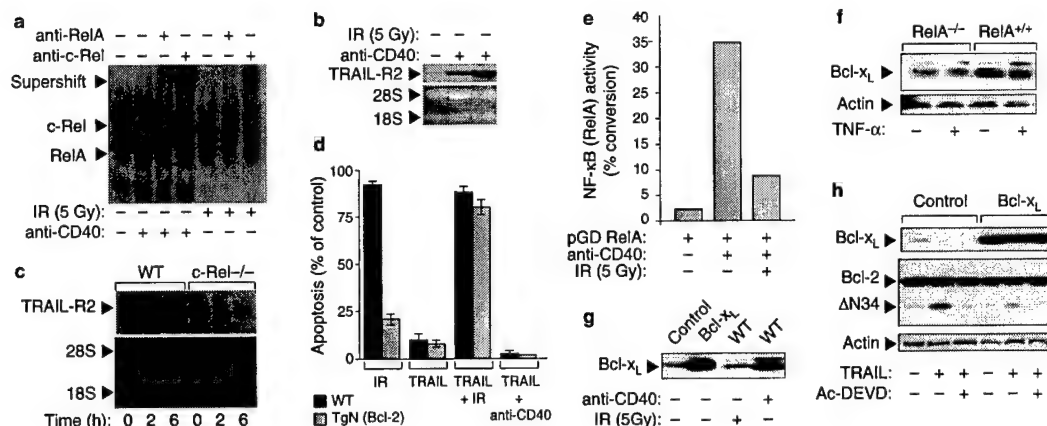 a
anti-RelA – – + – – + –
anti-c-Rel – – – + – – +
Supershift
c-Rel
RelA
IR (5 Gy): – – – – + + +
anti-CD40: – + + + – – –
b
IR (5 Gy): – – +
anti-CD40: – + +
TRAIL-R2
28S
18S
c
WT c-Rel–/–
TRAIL-R2
28S
18S
Time (h): 0 2 6 0 2 6
d
Apoptosis (% of control)
100
75
50
25
0
IR TRAIL TRAIL + IR TRAIL + anti-CD40
WT
TgN (Bcl-2)
e
NF-κB (RelA) activity
(% conversion)
35
35
30
25
20
15
10
5
0
pGD RelA: + + +
anti-CD40: – + +
IR (5 Gy): – – +
f
RelA–/– RelA+/+
Bcl-xL
Actin
TNF-α: – + – +
g
Control Bcl-xL WT WT
Bcl-xL
anti-CD40: – – – +
IR (5Gy): – – + –
h
Control Bcl-xL
Bcl-xL
Bcl-2
ΔN34
Actin
TRAIL: – + + – + +
Ac-DEVD: – – + – – +